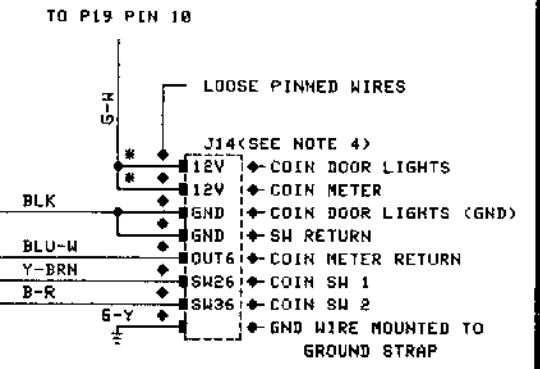 TO P19 PIN 10
G-W
LOOSE PINNED WIRES
J14(SEE NOTE 4)
* 12V COIN DOOR LIGHTS
* 12V COIN METER
BLK GND COIN DOOR LIGHTS (GND)
GND SW RETURN
BLU-W OUT6 COIN METER RETURN
Y-BRN SW26 COIN SW 1
B-R SW36 COIN SW 2
G-Y GND WIRE MOUNTED TO
GROUND STRAP